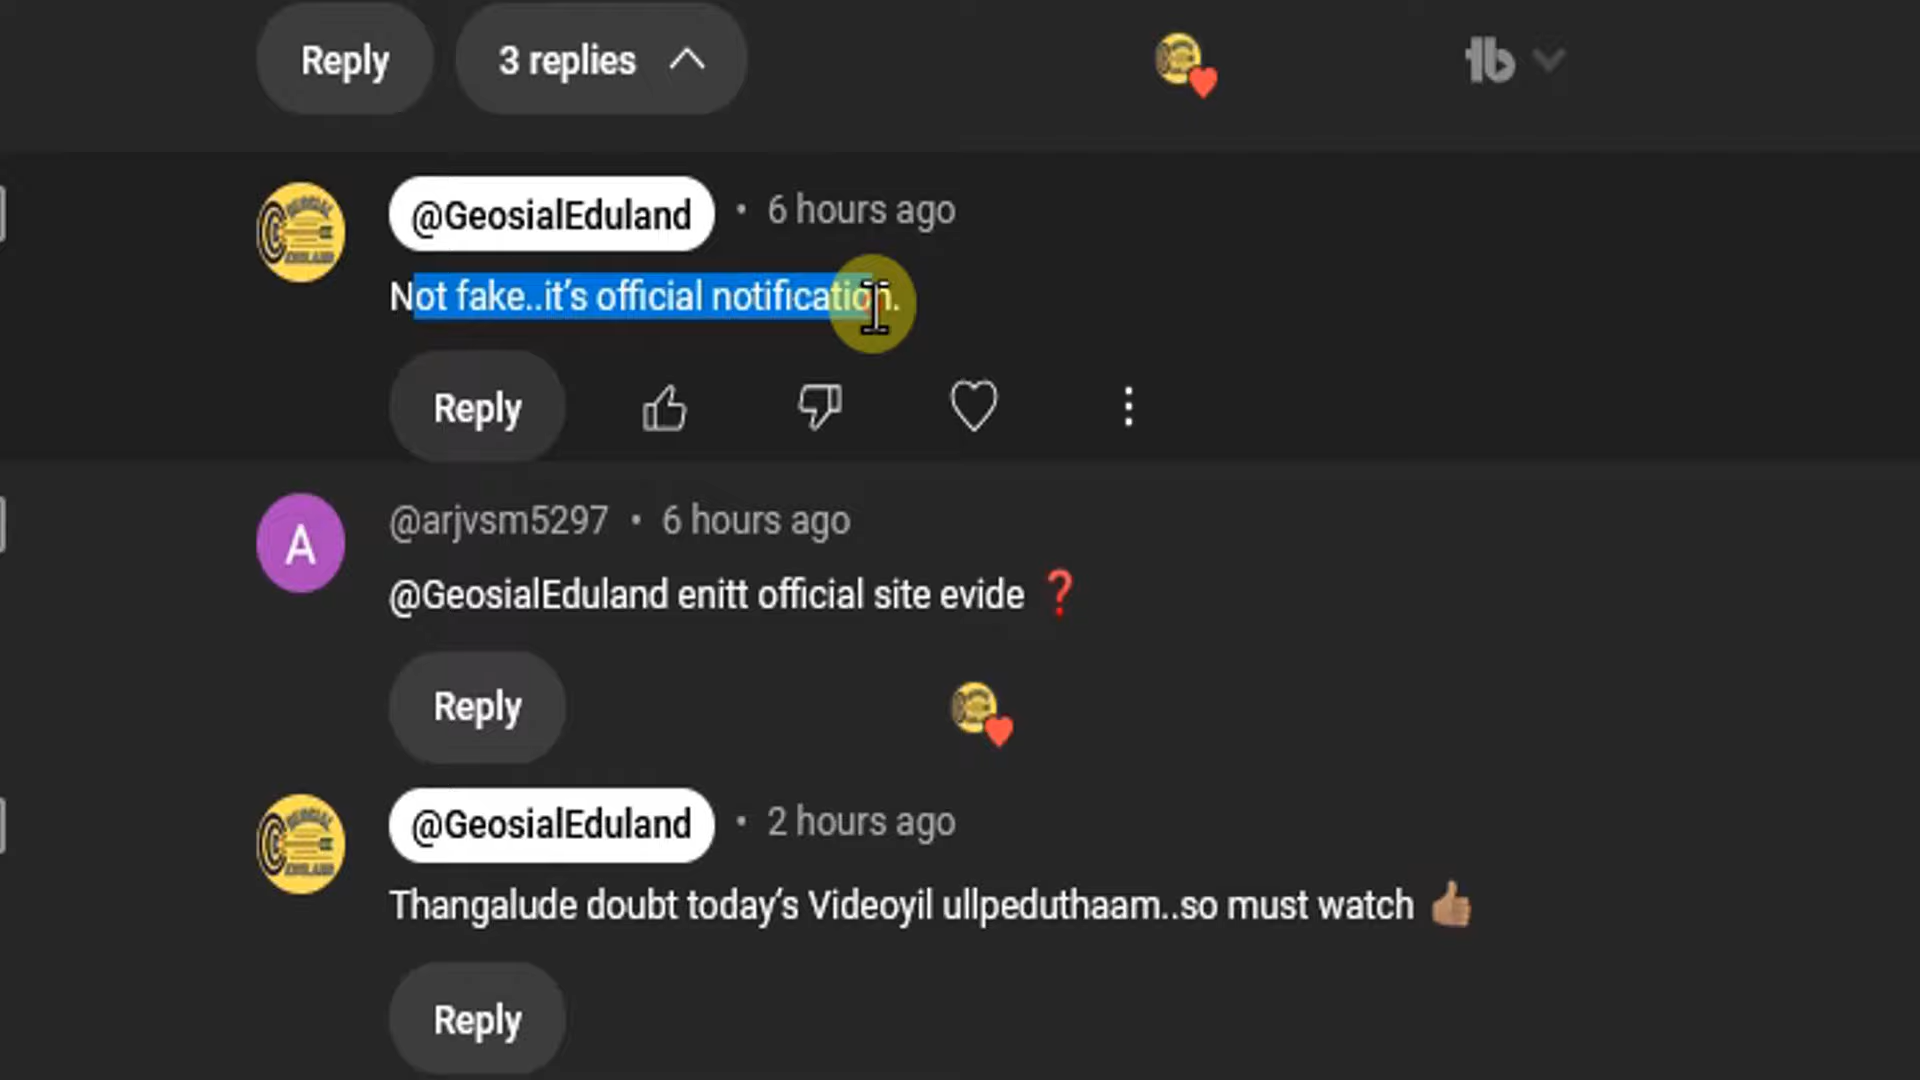 Reply 3 replies
@GeosialEduland • 6 hours ago
Not fake..it's official notification.
Reply
A @arjvsm5297 • 6 hours ago
@GeosialEduland enitt official site evide ❓
Reply
@GeosialEduland • 2 hours ago
Thangalude doubt today's Videoyil ullpeduthaam..so must watch 👍🏽
Reply